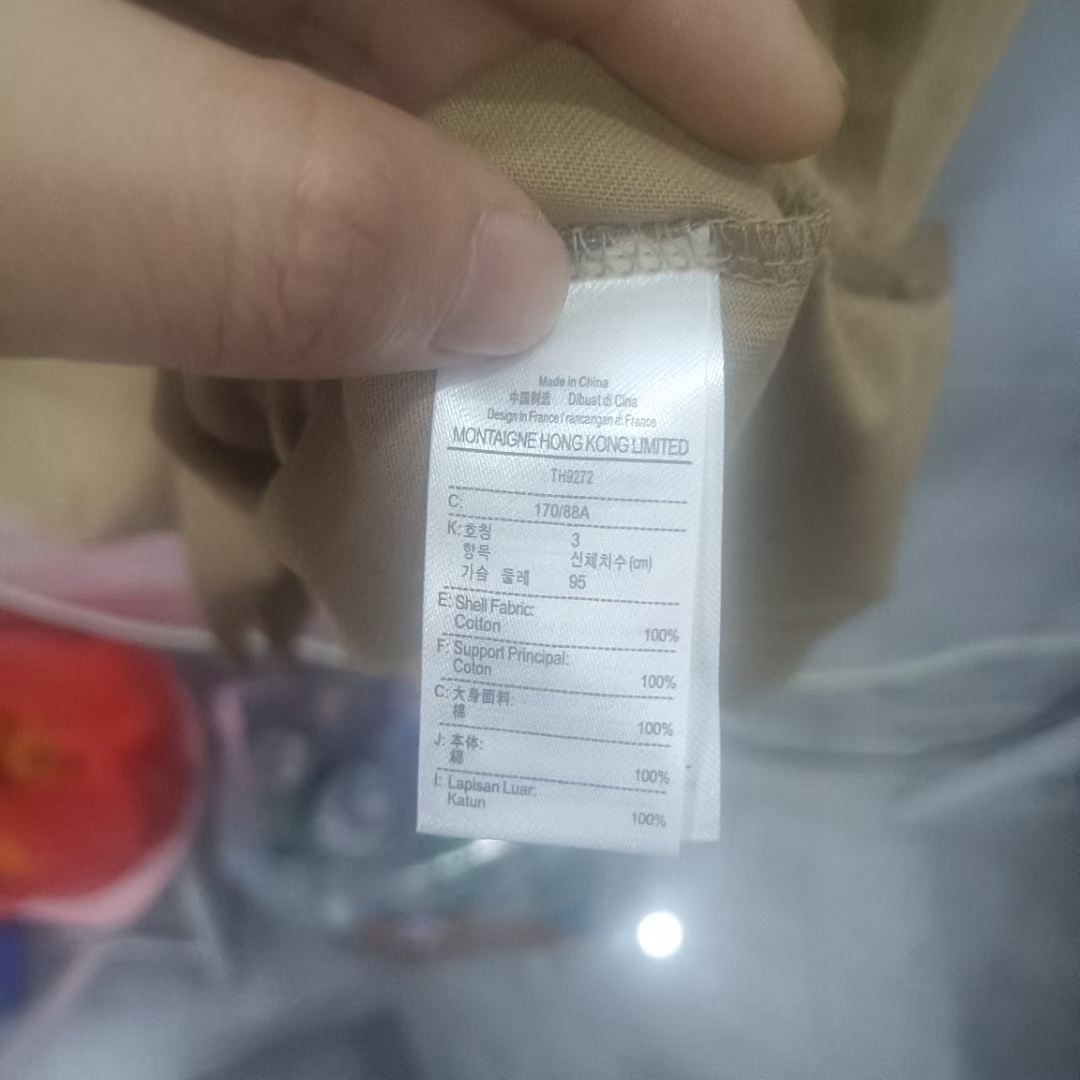 Made in China
中国制造 Dibuat di Cina
Design in France/rancangan di France
MONTAIGNE HONG KONG LIMITED
TH9272
C: 170/88A
K: 호칭 3
항목 신체치수(cm)
가슴 둘레 95
E: Shell Fabric:
Cotton 100%
F: Support Principal:
Coton 100%
C: 大身面料:
棉 100%
J: 本体:
綿 100%
I: Lapisan Luar:
Katun 100%